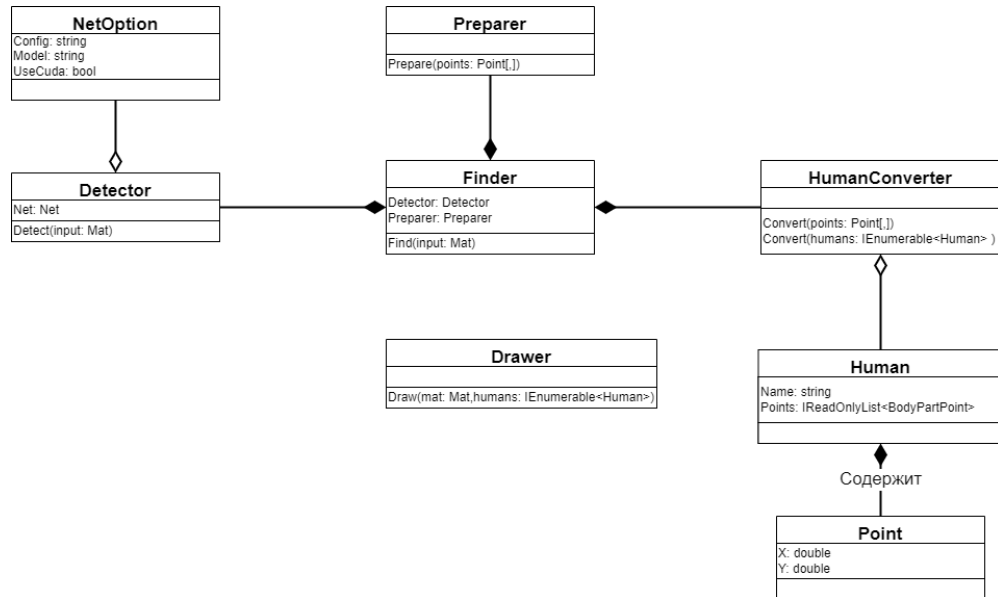 NetOption
Config: string
Model: string
UseCuda: bool
Preparer
Prepare(points: Point[,])
Detector
Net: Net
Detect(input: Mat)
Finder
Detector: Detector
Preparer: Preparer
Find(input: Mat)
HumanConverter
Convert(points: Point[,])
Convert(humans: IEnumerable<Human> )
Drawer
Draw(mat: Mat,humans: IEnumerable<Human>)
Human
Name: string
Points: IReadOnlyList<BodyPartPoint>
Содержит
Point
X: double
Y: double